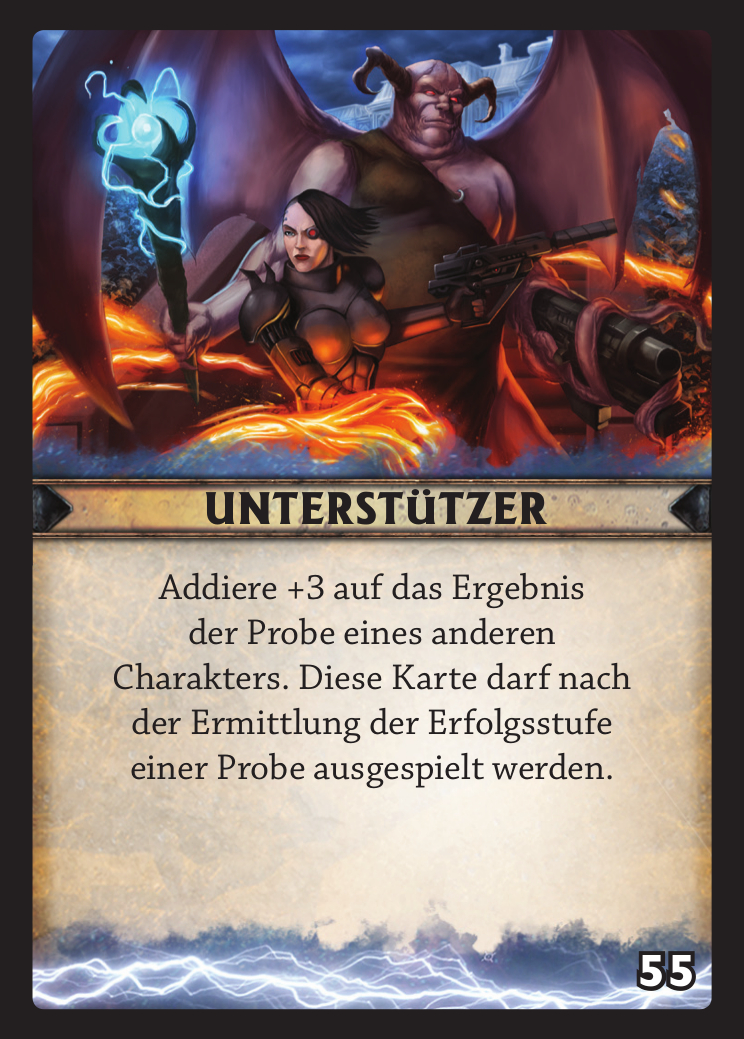 UNTERSTÜTZER
Addiere +3 auf das Ergebnis
der Probe eines anderen
Charakters. Diese Karte darf nach
der Ermittlung der Erfolgsstufe
einer Probe ausgespielt werden.
55